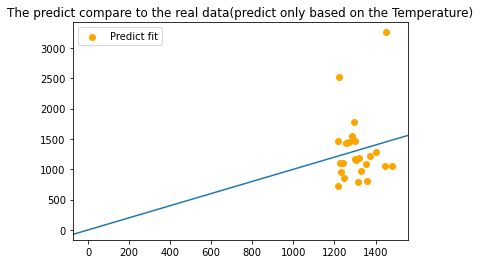 The predict compare to the real data(predict only based on the Temperature)
Predict fit
3000
2500
2000
1500
1000
500
0
0 200 400 600 800 1000 1200 1400